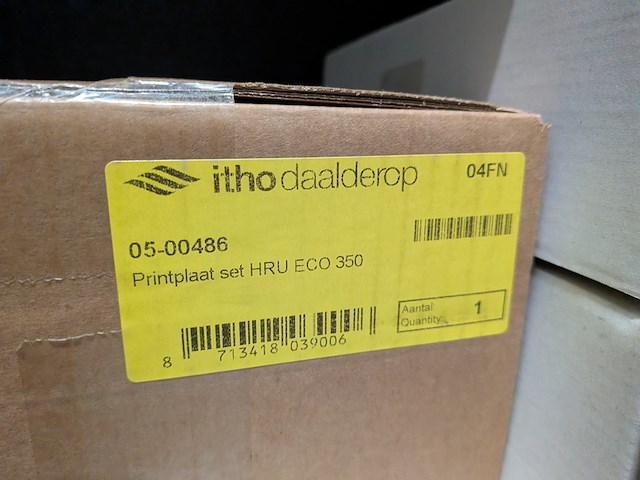 itho daalderop
04FN
05-00486
Printplaat set HRU ECO 350
Aantal
Quantity
1
8 713418 039006